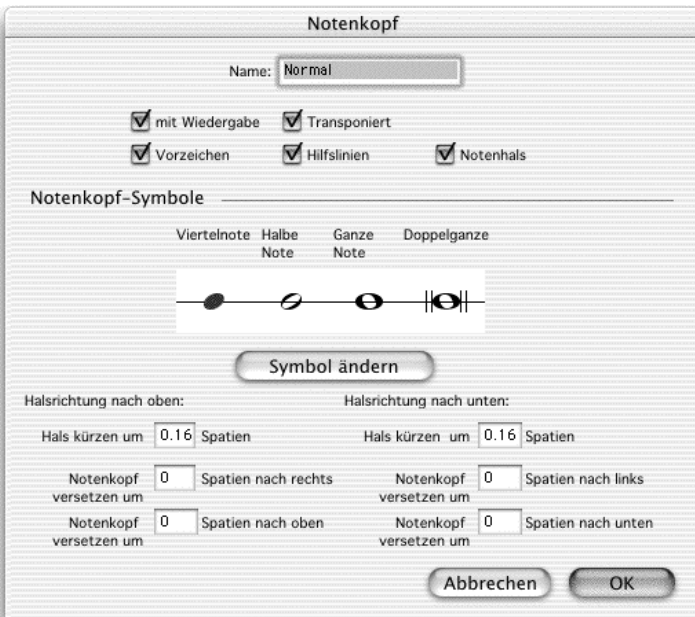 Notenkopf
Name: Normal
mit Wiedergabe Transponiert
Vorzeichen Hilfslinien Notenhals
Notenkopf-Symbole
Viertelnote Halbe Ganze Doppelganze
Note Note
Symbol ändern
Halsrichtung nach oben: Halsrichtung nach unten:
Hals kürzen um 0.16 Spatien Hals kürzen um 0.16 Spatien
Notenkopf 0 Spatien nach rechts Notenkopf 0 Spatien nach links
versetzen um versetzen um
Notenkopf 0 Spatien nach oben Notenkopf 0 Spatien nach unten
versetzen um versetzen um
Abbrechen OK